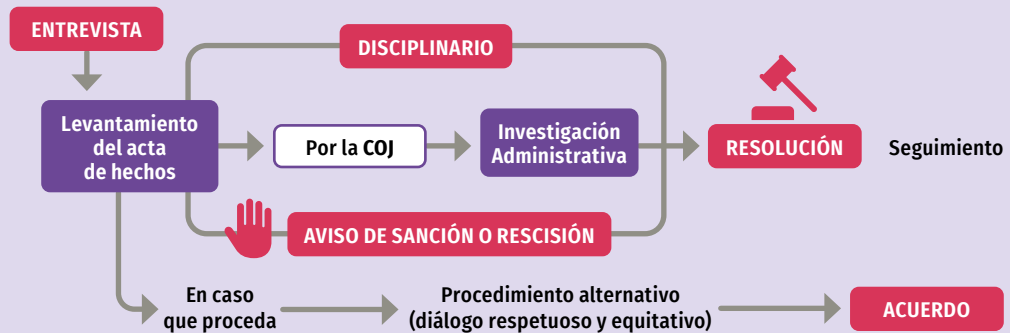 ENTREVISTA
DISCIPLINARIO
Levantamiento
del acta
de hechos
Por la COJ
Investigación
Administrativa
RESOLUCIÓN
Seguimiento
AVISO DE SANCIÓN O RESCISIÓN
En caso
que proceda
Procedimiento alternativo
(diálogo respetuoso y equitativo)
ACUERDO